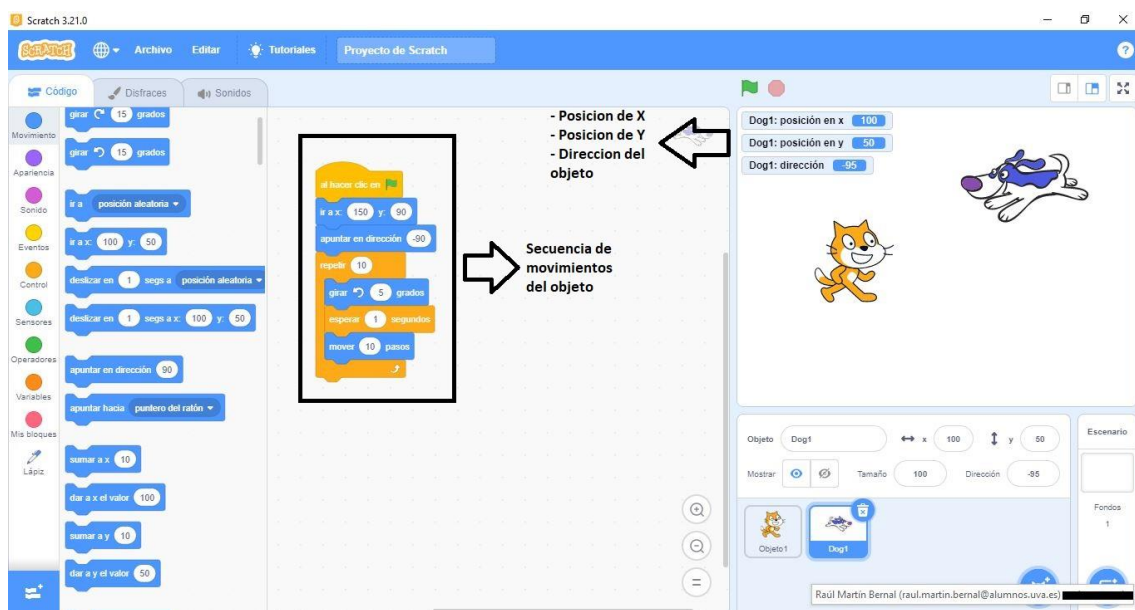 Scratch 3.21.0
SCRATCH
Archivo
Editar
Tutoriales
Proyecto de Scratch
?
Código
Disfraces
Sonidos
Movimiento
Apariencia
Sonido
Eventos
Control
Sensores
Operadores
Variables
Mis bloques
Lápiz
girar 15 grados
girar 15 grados
ir a posición aleatoria
ir a x: 100 y: 50
deslizar en 1 segs a posición aleatoria
deslizar en 1 segs a x: 100 y: 50
apuntar en dirección 90
apuntar hacia puntero del ratón
sumar a x 10
dar a x el valor 100
sumar a y 10
dar a y el valor 50
al hacer clic en
ir a x: 150 y: 90
apuntar en dirección -90
repetir 10
girar 5 grados
esperar 1 segundos
mover 10 pasos
- Posicion de X
- Posicion de Y
- Direccion del
objeto
Secuencia de
movimientos
del objeto
Dog1: posición en x 100
Dog1: posición en y 50
Dog1: dirección -95
Objeto Dog1 x 100 y 50
Mostrar Tamaño 100 Dirección -95
Objeto1
Dog1
Escenario
Fondos
1
Raúl Martín Bernal (raul.martin.bernal@alumnos.uva.es)